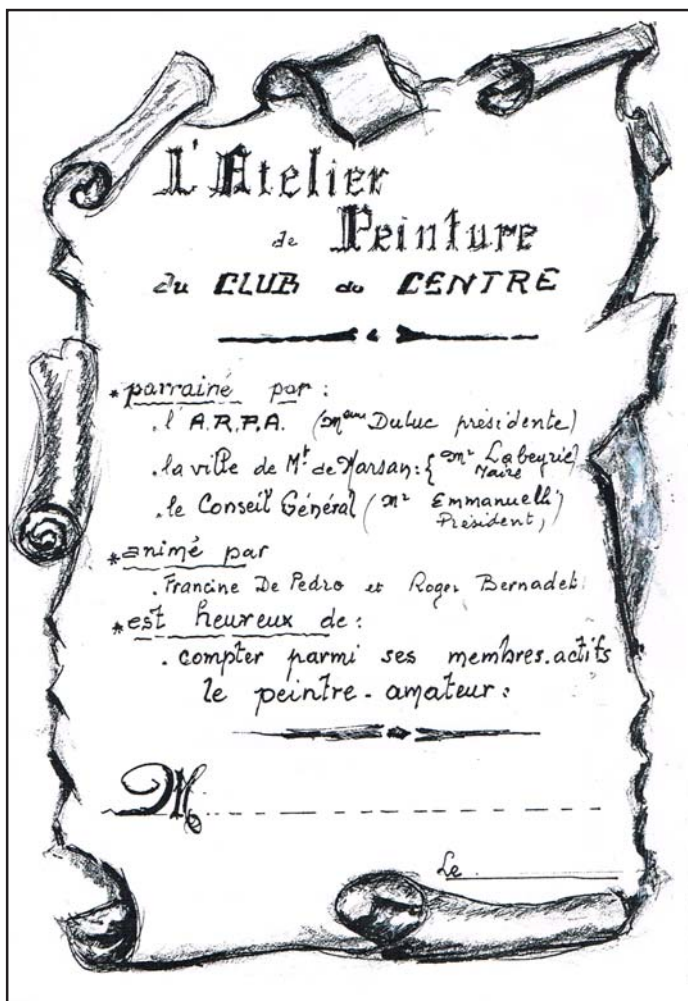 L'Atelier
de Peinture
du CLUB du CENTRE
*parrainé par :
.l'A.R.P.A. (Mme Duluc présidente)
.la ville de Mt de Marsan: { Mr Labeyrie)
Maire
.le Conseil Général (Mr Emmanuelli)
Président,
*animé par
.Francine De Pedro et Roger Bernadet.
*est heureux de :
.compter parmi ses membres.actifs
le peintre-amateur :
M
Le